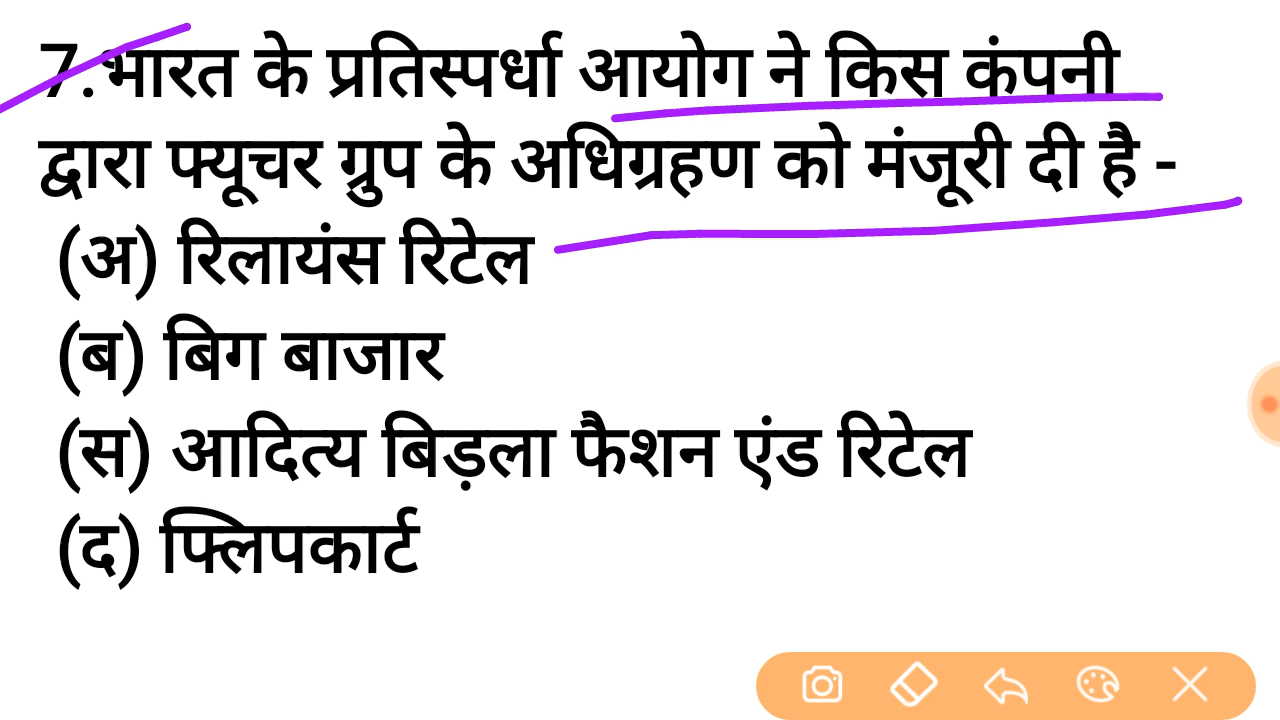 7.भारत के प्रतिस्पर्धा आयोग ने किस कंपनी
द्वारा फ्यूचर ग्रुप के अधिग्रहण को मंजूरी दी है -
(अ) रिलायंस रिटेल
(ब) बिग बाजार
(स) आदित्य बिड़ला फैशन एंड रिटेल
(द) फ्लिपकार्ट